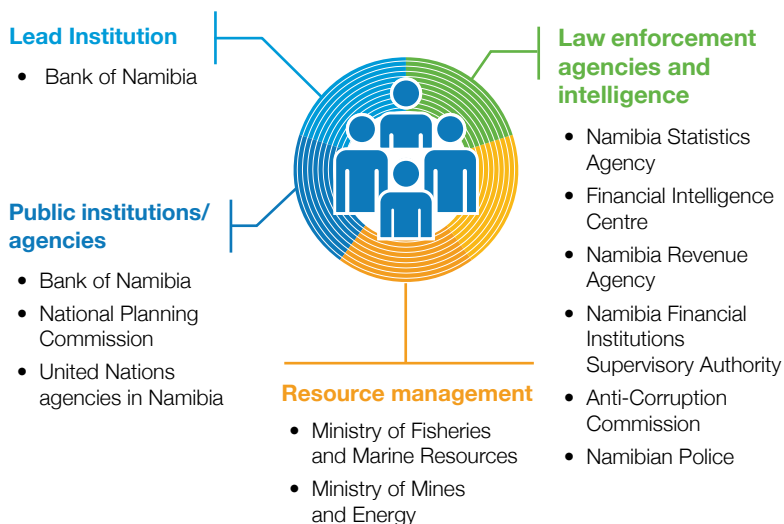 Lead Institution
• Bank of Namibia
Public institutions/
agencies
• Bank of Namibia
• National Planning
Commission
• United Nations
agencies in Namibia
Resource management
• Ministry of Fisheries
and Marine Resources
• Ministry of Mines
and Energy
Law enforcement
agencies and
intelligence
• Namibia Statistics
Agency
• Financial Intelligence
Centre
• Namibia Revenue
Agency
• Namibia Financial
Institutions
Supervisory Authority
• Anti-Corruption
Commission
• Namibian Police